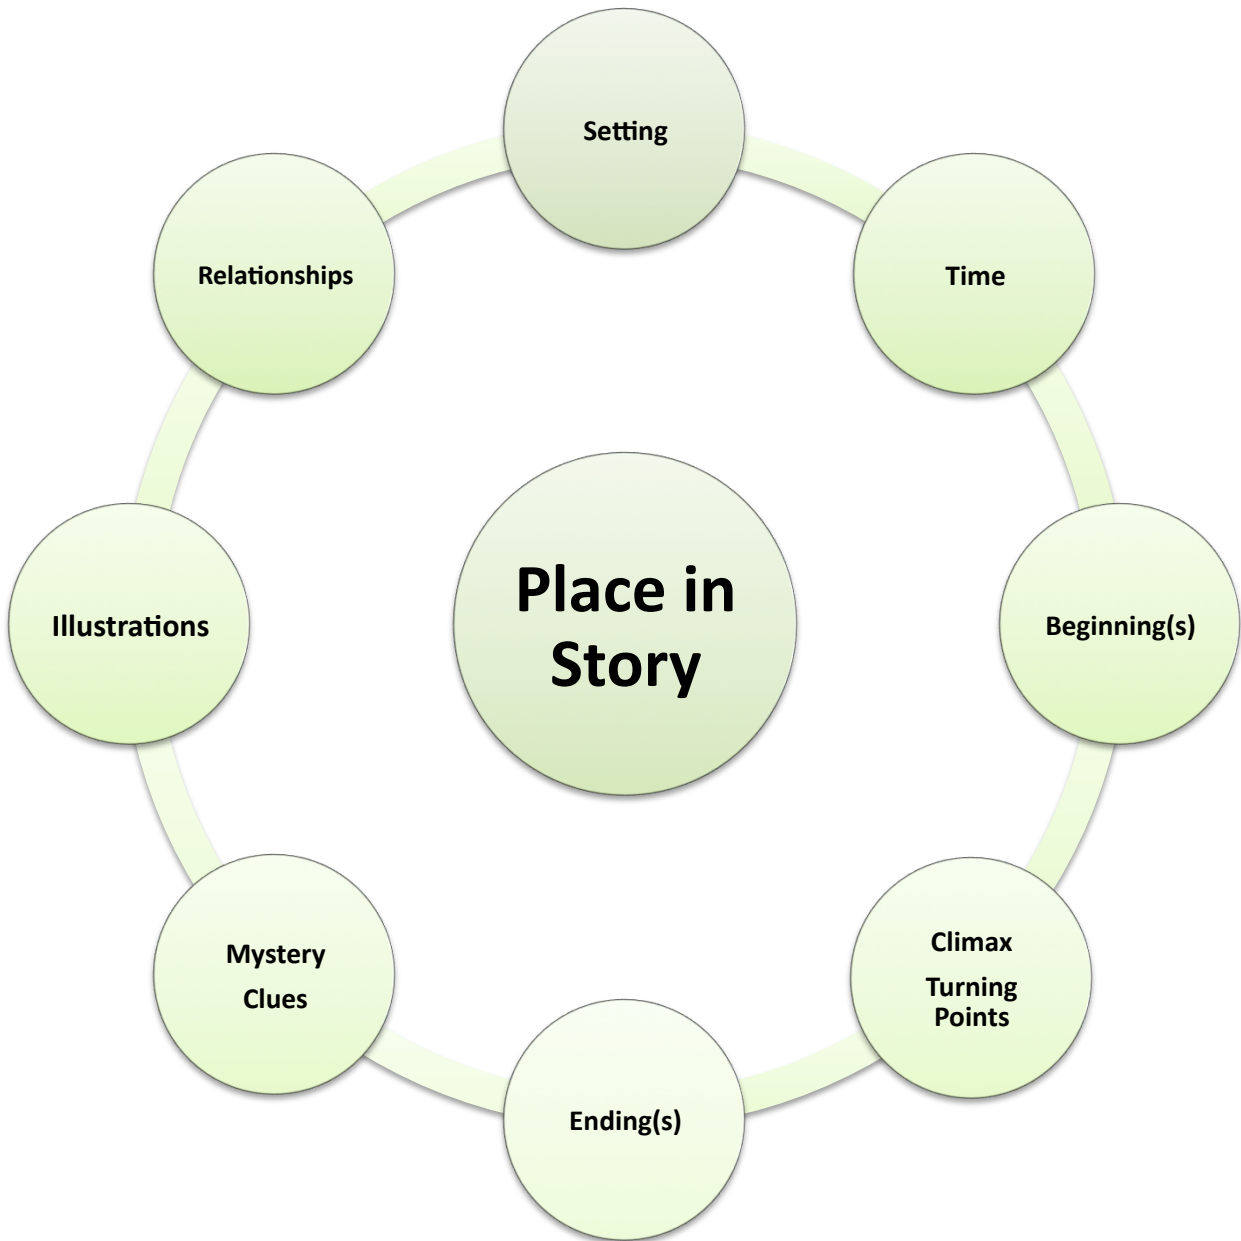 Setting
Time
Beginning(s)
Climax
Turning
Points
Ending(s)
Mystery
Clues
Illustrations
Relationships
Place in
Story